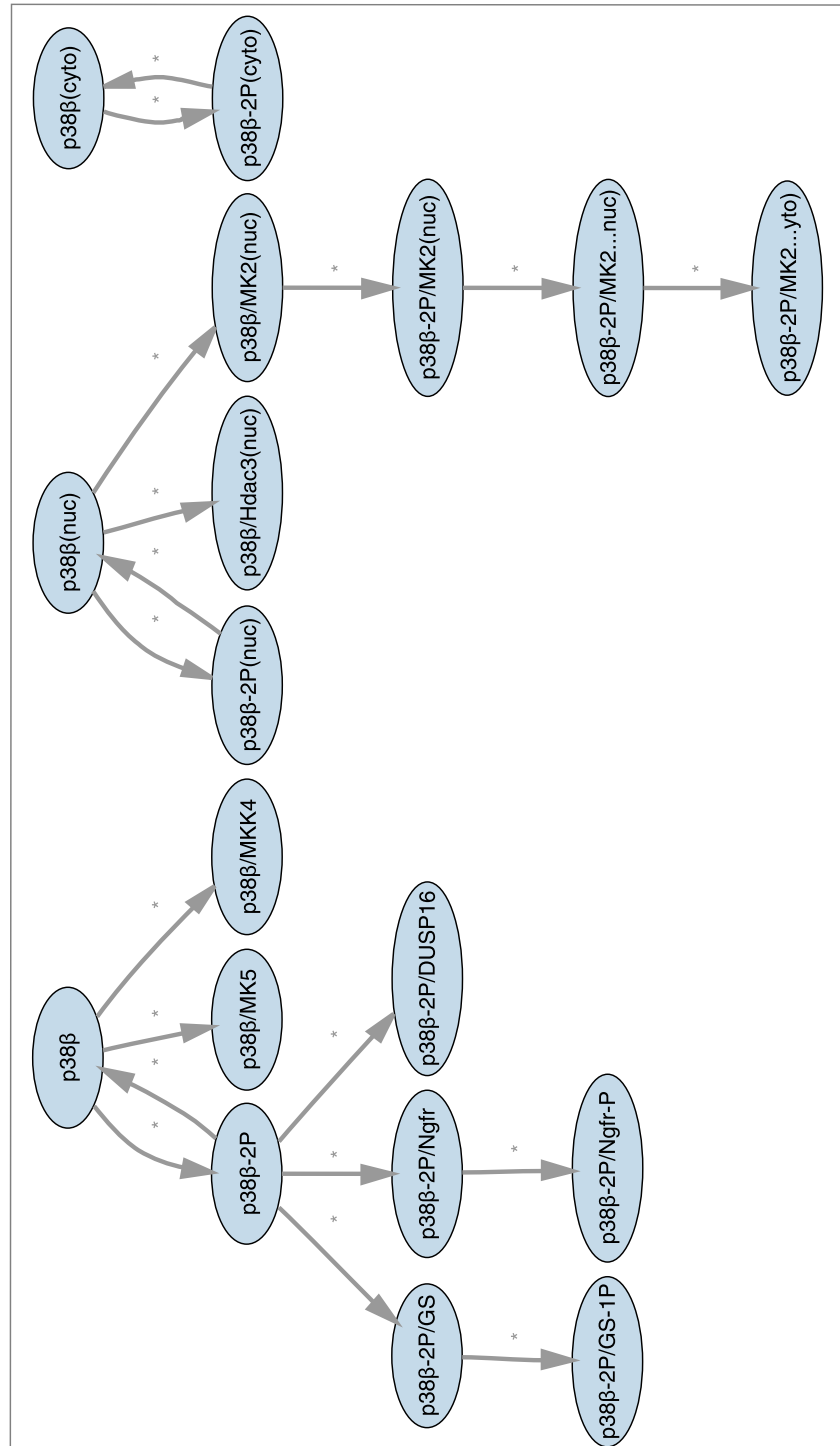 p38β(cyto)
*
*
p38β-2P(cyto)
p38β(nuc)
*
*
*
*
p38β/MK2(nuc)
p38β/Hdac3(nuc)
p38β-2P(nuc)
*
p38β-2P/MK2(nuc)
*
p38β-2P/MK2...nuc)
*
p38β-2P/MK2...yto)
p38β
*
*
*
*
p38β/MKK4
p38β/MK5
p38β-2P
*
*
*
p38β-2P/DUSP16
p38β-2P/Ngfr
p38β-2P/GS
*
*
p38β-2P/Ngfr-P
p38β-2P/GS-1P